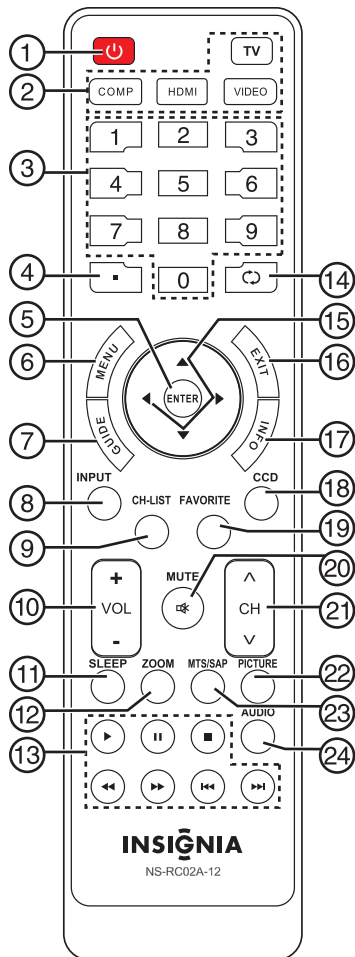 1
TV
2
COMP HDMI VIDEO
3
1 2 3
4 5 6
7 8 9
4
. 0
14
5
15
6
MENU
EXIT
16
ENTER
7
GUIDE
INFO
17
INPUT
CCD
8
18
CH-LIST FAVORITE
9
19
MUTE
20
10
+
VOL
-
CH
21
SLEEP ZOOM MTS/SAP PICTURE
11
22
12
23
AUDIO
13
24
INSIGNIA
NS-RC02A-12